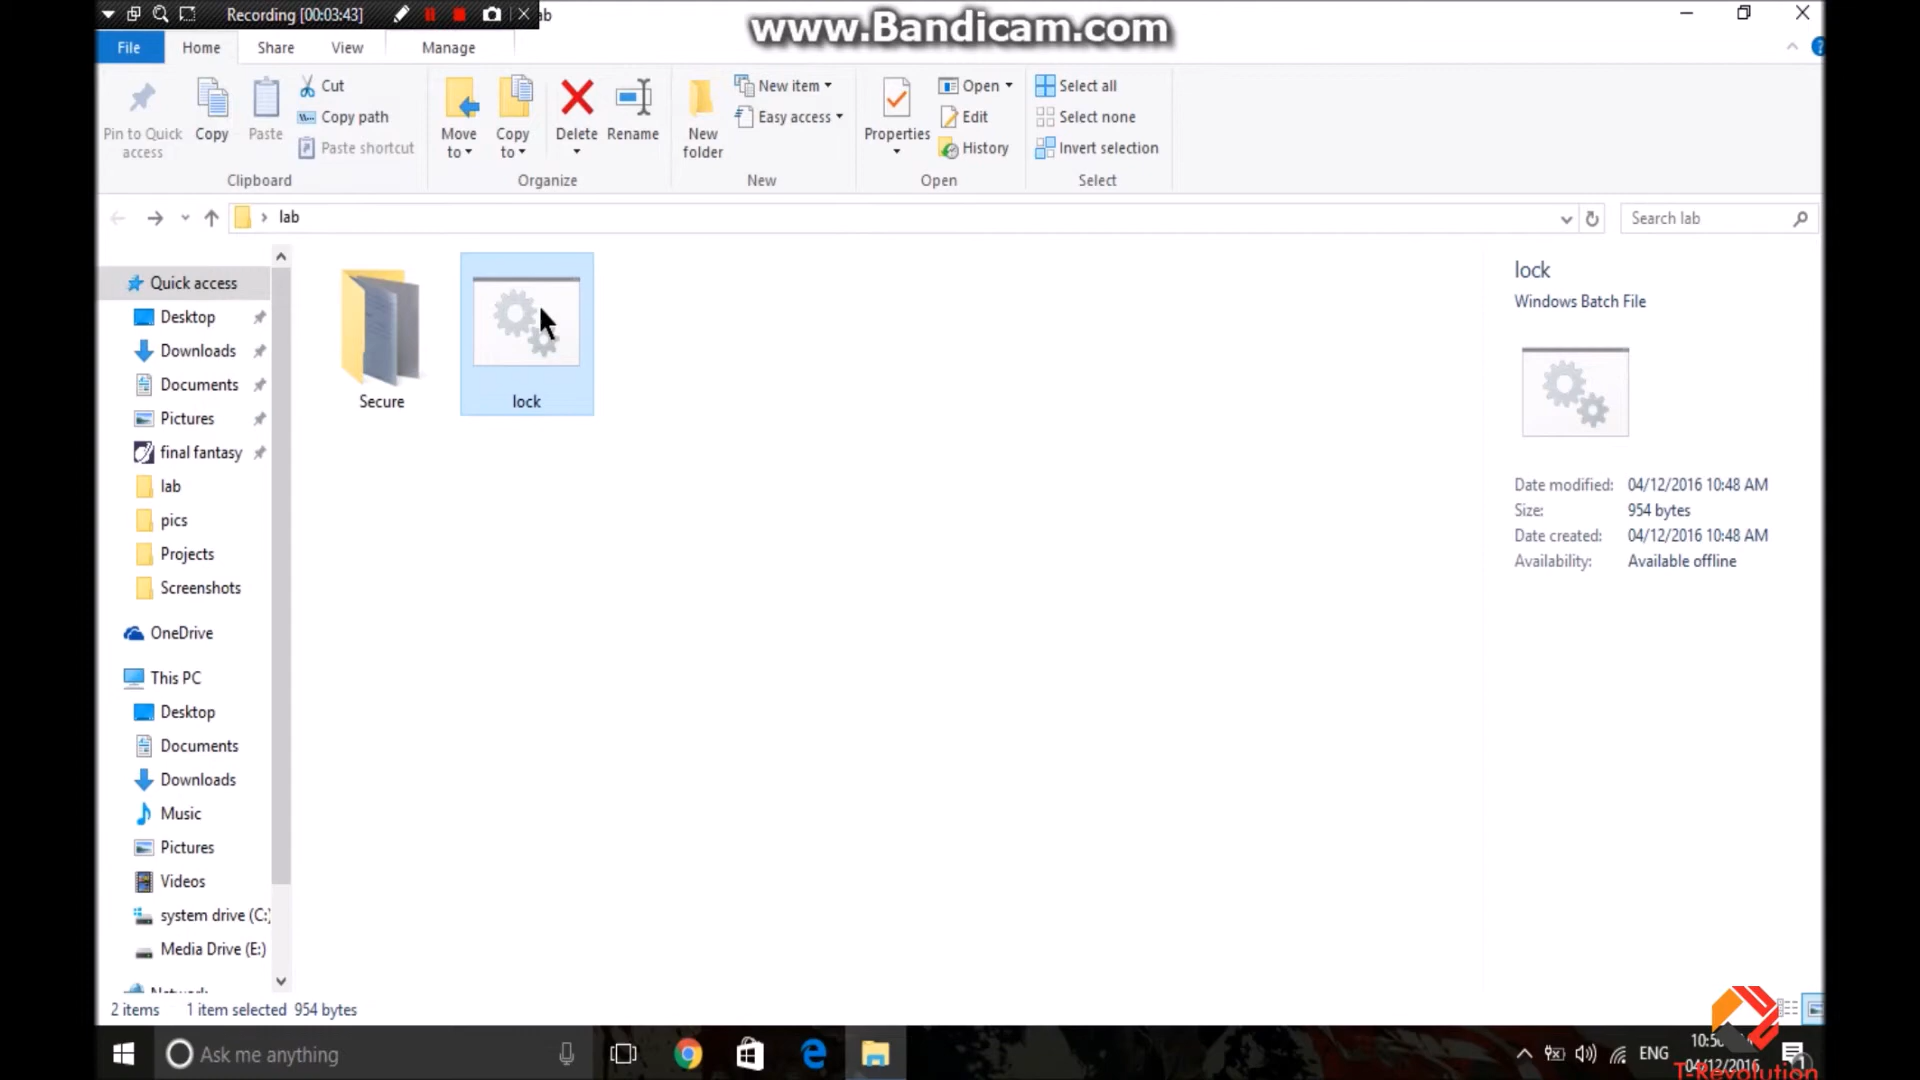 Recording [00:03:43]
ab
www.Bandicam.com
File
Home
Share
View
Manage
Pin to Quick access
Copy
Paste
Cut
Copy path
Paste shortcut
Clipboard
Move to
Copy to
Delete
Rename
Organize
New folder
New item
Easy access
New
Properties
Open
Edit
History
Open
Select all
Select none
Invert selection
Select
lab
Search lab
Quick access
Desktop
Downloads
Documents
Pictures
final fantasy
lab
pics
Projects
Screenshots
OneDrive
This PC
Desktop
Documents
Downloads
Music
Pictures
Videos
system drive (C:)
Media Drive (E:)
Secure
lock
lock
Windows Batch File
Date modified: 04/12/2016 10:48 AM
Size: 954 bytes
Date created: 04/12/2016 10:48 AM
Availability: Available offline
2 items 1 item selected 954 bytes
Ask me anything
ENG
04/12/2016
T-Revolution